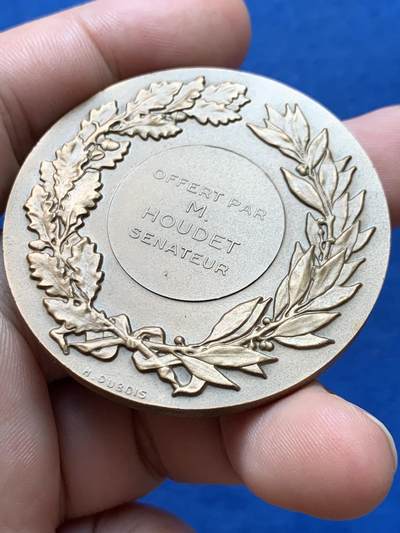 OFFERT PAR
M.
HOUDET
SENATEUR
H. DUBOIS